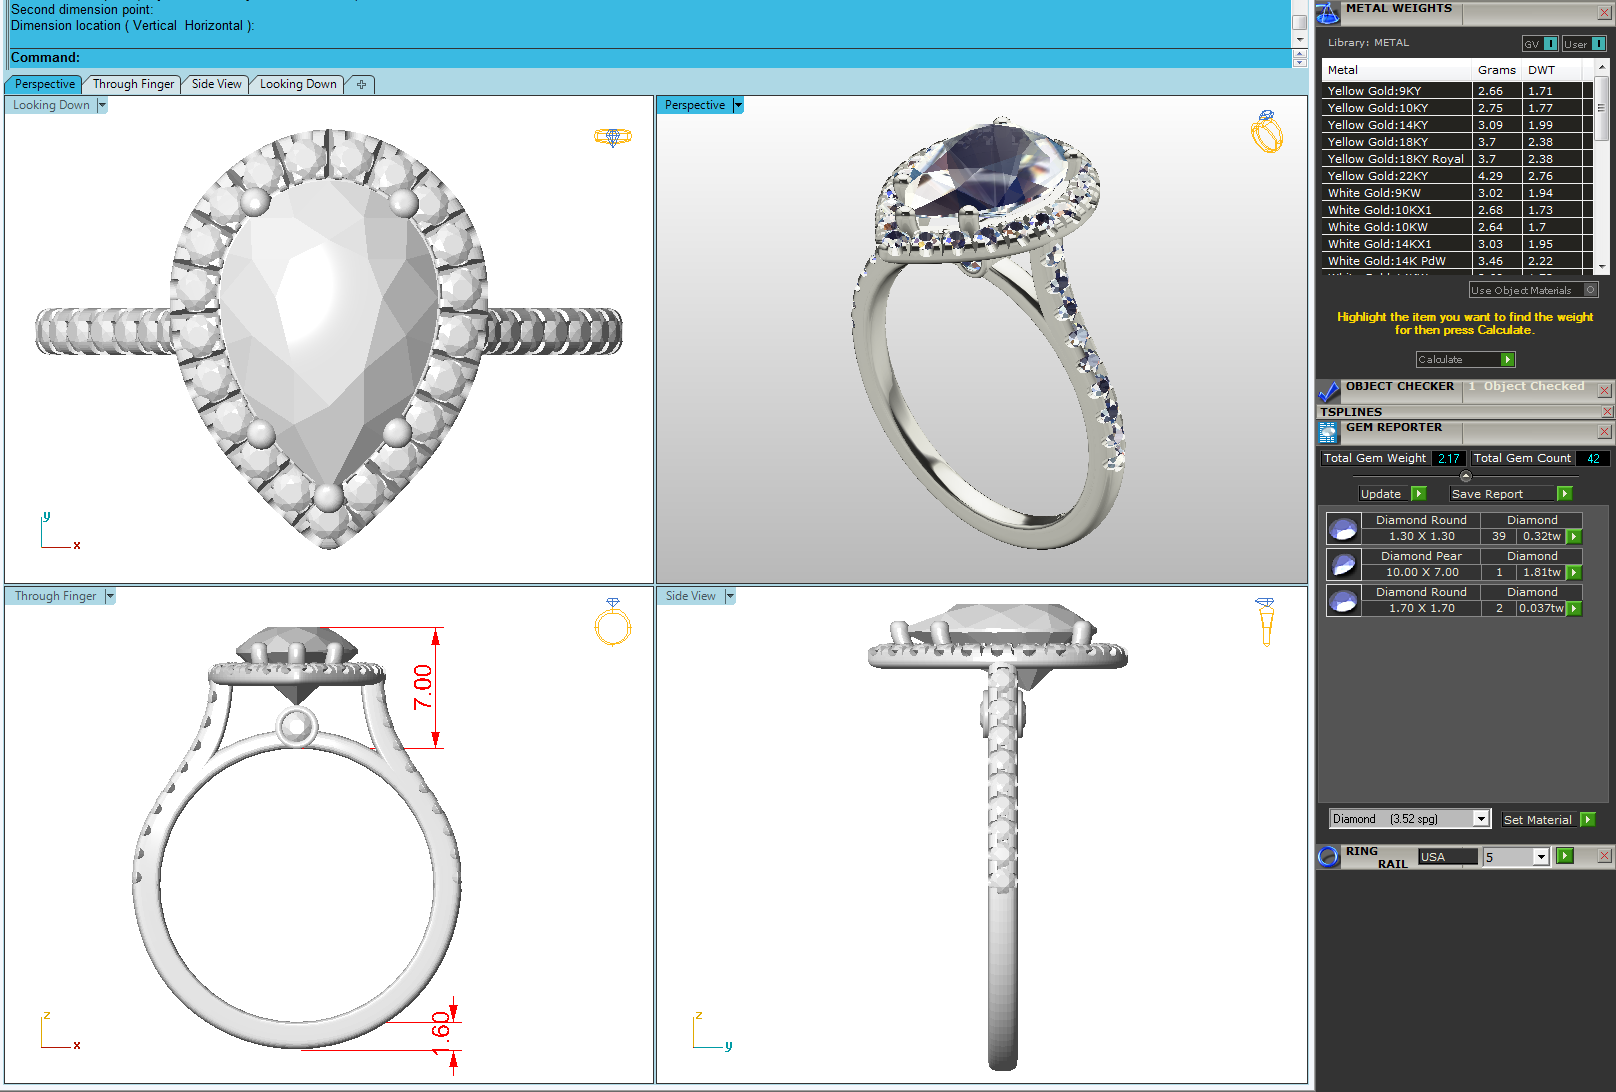 Second dimension point:
Dimension location ( Vertical  Horizontal ):
Command:
Perspective
Through Finger
Side View
Looking Down
Looking Down
y
x
Perspective
Through Finger
7.00
1.60
z
x
Side View
z
y
METAL WEIGHTS
Library: METAL
GV
User
Metal Grams DWT
Yellow Gold:9KY 2.66 1.71
Yellow Gold:10KY 2.75 1.77
Yellow Gold:14KY 3.09 1.99
Yellow Gold:18KY 3.7 2.38
Yellow Gold:18KY Royal 3.7 2.38
Yellow Gold:22KY 4.29 2.76
White Gold:9KW 3.02 1.94
White Gold:10KX1 2.68 1.73
White Gold:10KW 2.64 1.7
White Gold:14KX1 3.03 1.95
White Gold:14K PdW 3.46 2.22
Use Object Materials
Highlight the item you want to find the weight
for then press Calculate.
Calculate
OBJECT CHECKER 1 Object Checked
TSPLINES
GEM REPORTER
Total Gem Weight 2.17 Total Gem Count 42
Update Save Report
Diamond Round Diamond
1.30 X 1.30 39 0.32tw
Diamond Pear Diamond
10.00 X 7.00 1 1.81tw
Diamond Round Diamond
1.70 X 1.70 2 0.037tw
Diamond (3.52 spg) Set Material
RING
RAIL USA 5